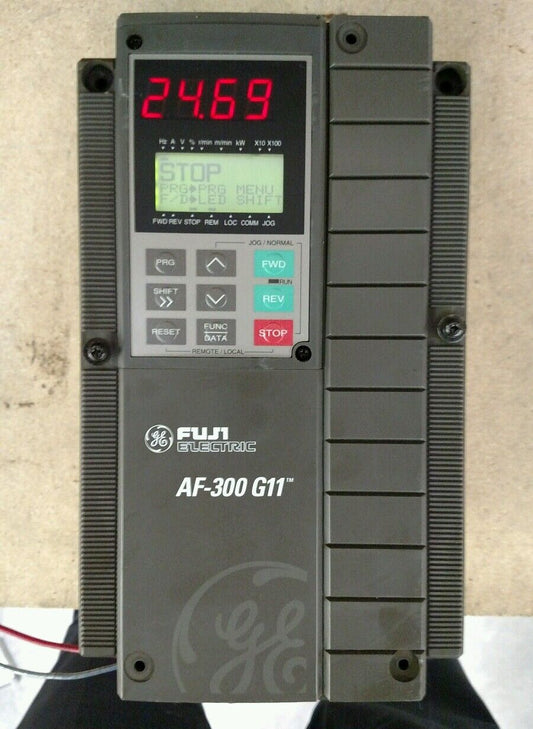 24.69
Hz A V % r/min m/min kW X10 X100
STOP
PRG▶PRG MENU
F/D▶LED SHIFT
FWD REV STOP REM LOC COMM JOG
JOG / NORMAL
PRG
FWD
RUN
SHIFT
REV
RESET
FUNC
DATA
STOP
REMOTE / LOCAL
GE
FUJI
ELECTRIC
AF-300 G11™
GE